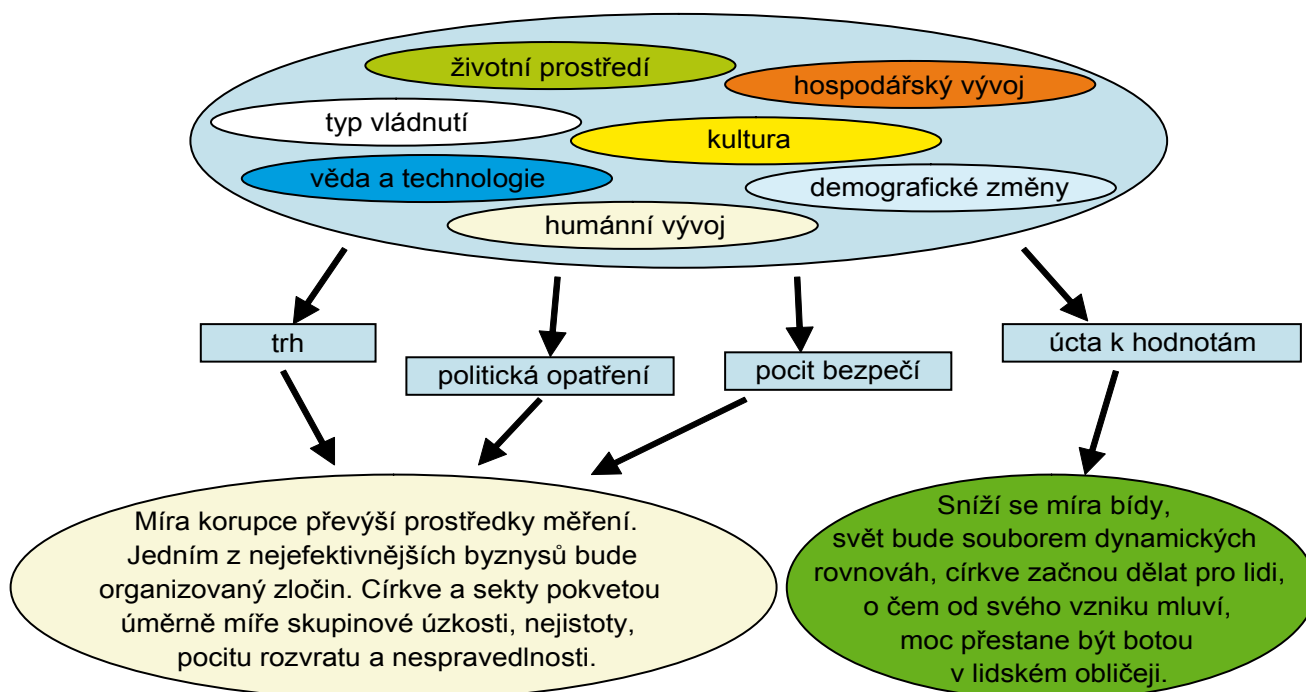 životní prostředí
hospodářský vývoj
typ vládnutí
kultura
věda a technologie
demografické změny
humánní vývoj
trh
politická opatření
pocit bezpečí
úcta k hodnotám
Míra korupce převýší prostředky měření.
Jedním z nejefektivnějších byznysů bude
organizovaný zločin. Církve a sekty pokvetou
úměrně míře skupinové úzkosti, nejistoty,
pocitu rozvratu a nespravedlnosti.
Sníží se míra bídy,
svět bude souborem dynamických
rovnováh, církve začnou dělat pro lidi,
o čem od svého vzniku mluví,
moc přestane být botou
v lidském obličeji.